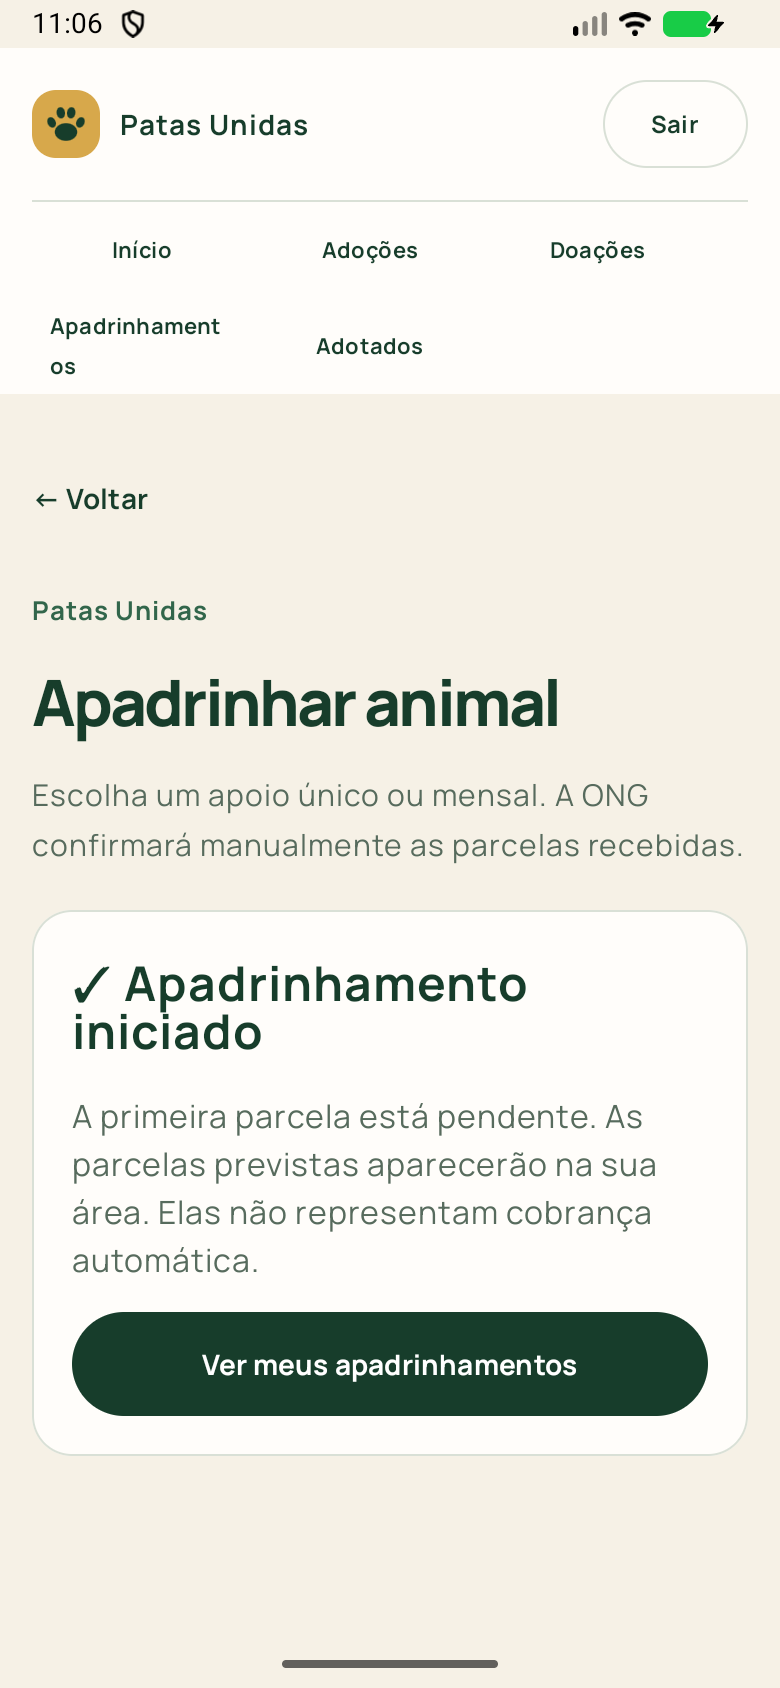 11:06
Patas Unidas
Sair
Início
Adoções
Doações
Apadrinhament
os
Adotados
← Voltar
Patas Unidas
Apadrinhar animal
Escolha um apoio único ou mensal. A ONG
confirmará manualmente as parcelas recebidas.
✓ Apadrinhamento
iniciado
A primeira parcela está pendente. As
parcelas previstas aparecerão na sua
área. Elas não representam cobrança
automática.
Ver meus apadrinhamentos